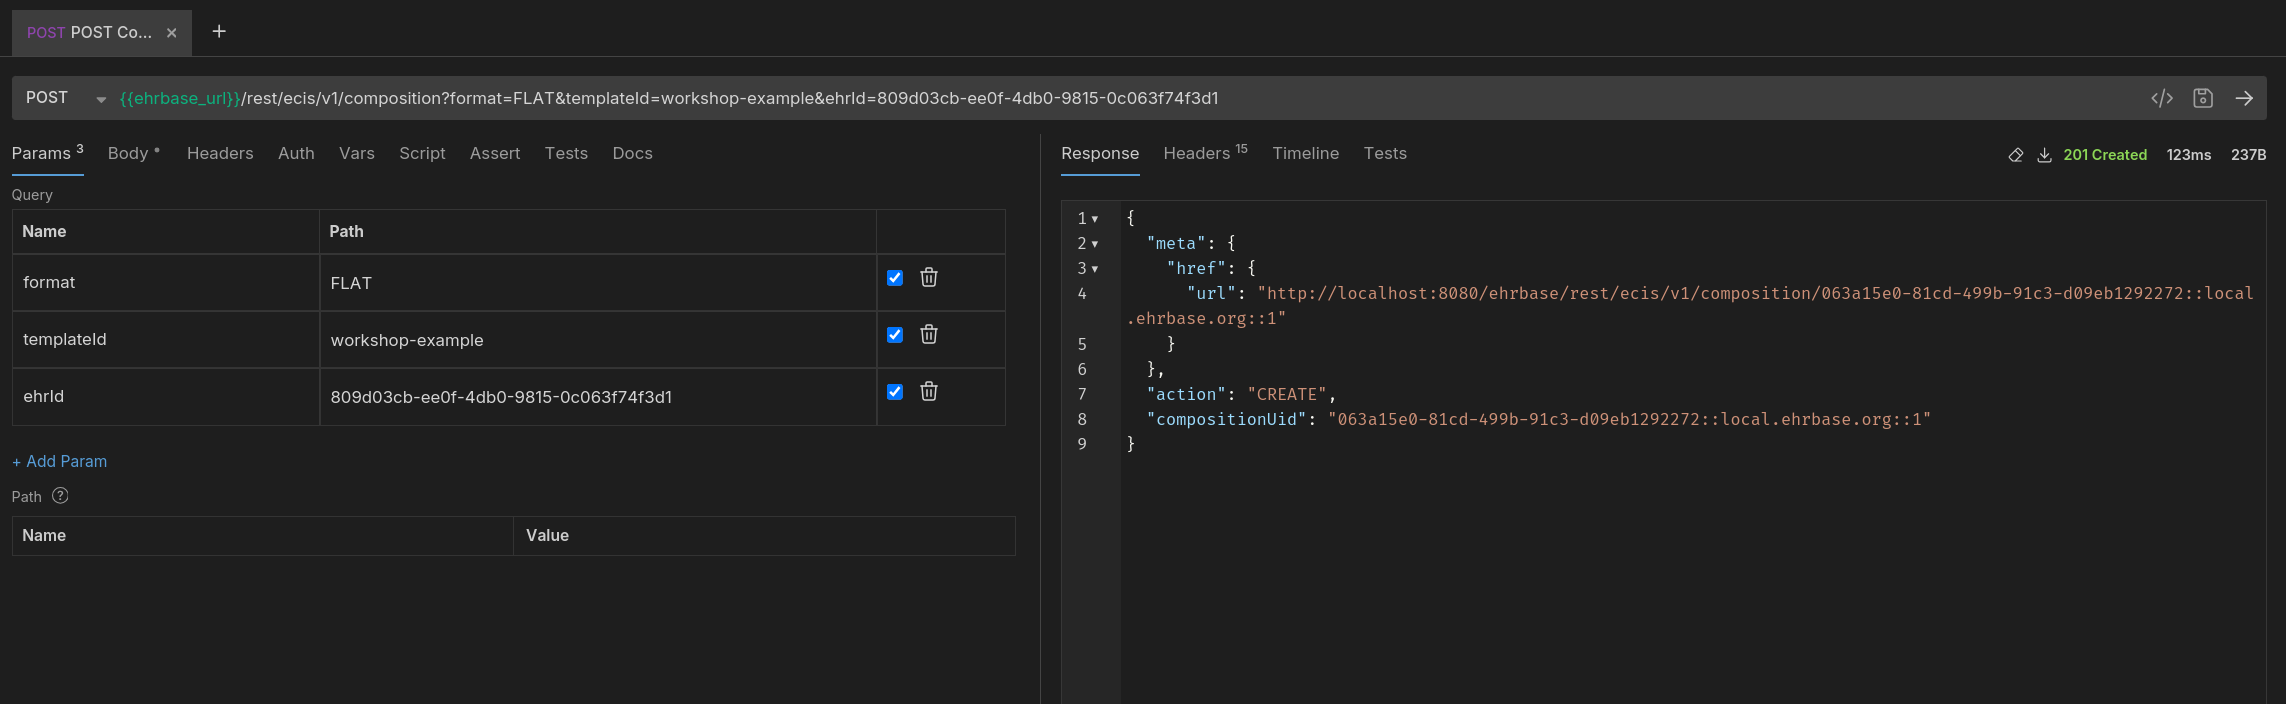 POST POST Co... × +
POST {{ehrbase_url}}/rest/ecis/v1/composition?format=FLAT&templateId=workshop-example&ehrId=809d03cb-ee0f-4db0-9815-0c063f74f3d1 </>
Params 3 Body • Headers Auth Vars Script Assert Tests Docs
Query
Name Path
format FLAT
templateId workshop-example
ehrId 809d03cb-ee0f-4db0-9815-0c063f74f3d1
+ Add Param
Path ?
Name Value
Response Headers 15 Timeline Tests 201 Created 123ms 237B
1 {
2 "meta": {
3 "href": {
4 "url": "http://localhost:8080/ehrbase/rest/ecis/v1/composition/063a15e0-81cd-499b-91c3-d09eb1292272::local
.ehrbase.org::1"
5 }
6 },
7 "action": "CREATE",
8 "compositionUid": "063a15e0-81cd-499b-91c3-d09eb1292272::local.ehrbase.org::1"
9 }